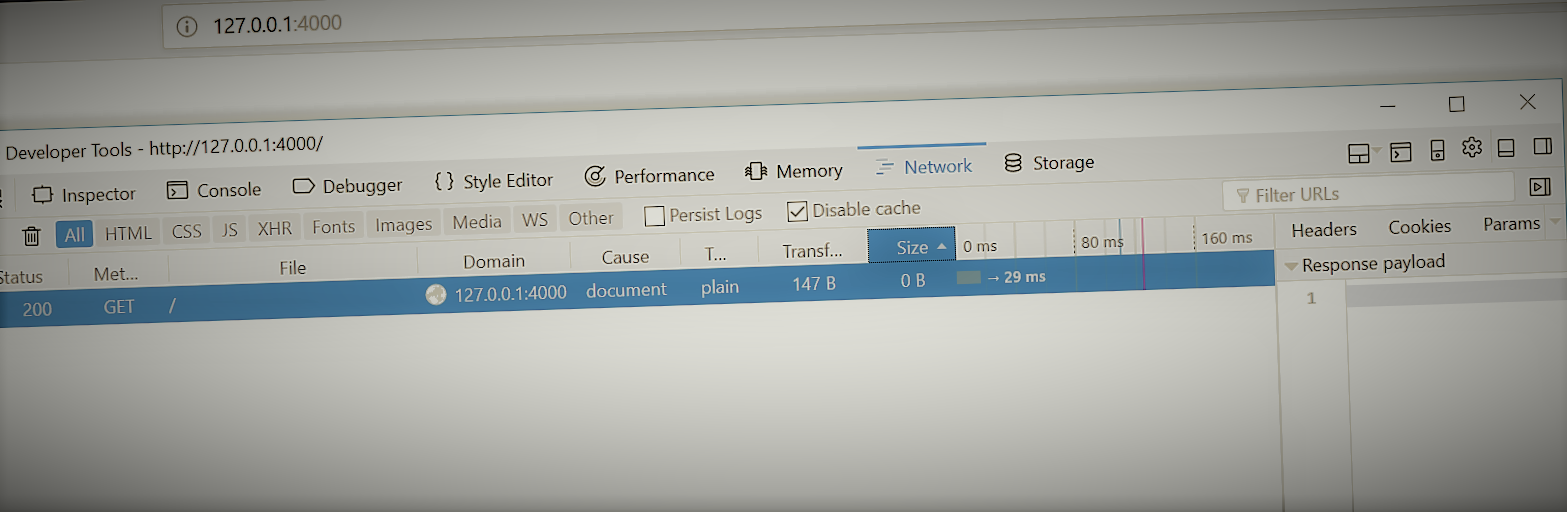 127.0.0.1:4000
Developer Tools - http://127.0.0.1:4000/
Inspector Console Debugger { } Style Editor Performance Memory Network Storage
All HTML CSS JS XHR Fonts Images Media WS Other Persist Logs Disable cache Filter URLs
Status Met... File Domain Cause T... Transf... Size 0 ms 80 ms 160 ms Headers Cookies Params
200 GET / 127.0.0.1:4000 document plain 147 B 0 B → 29 ms Response payload
1